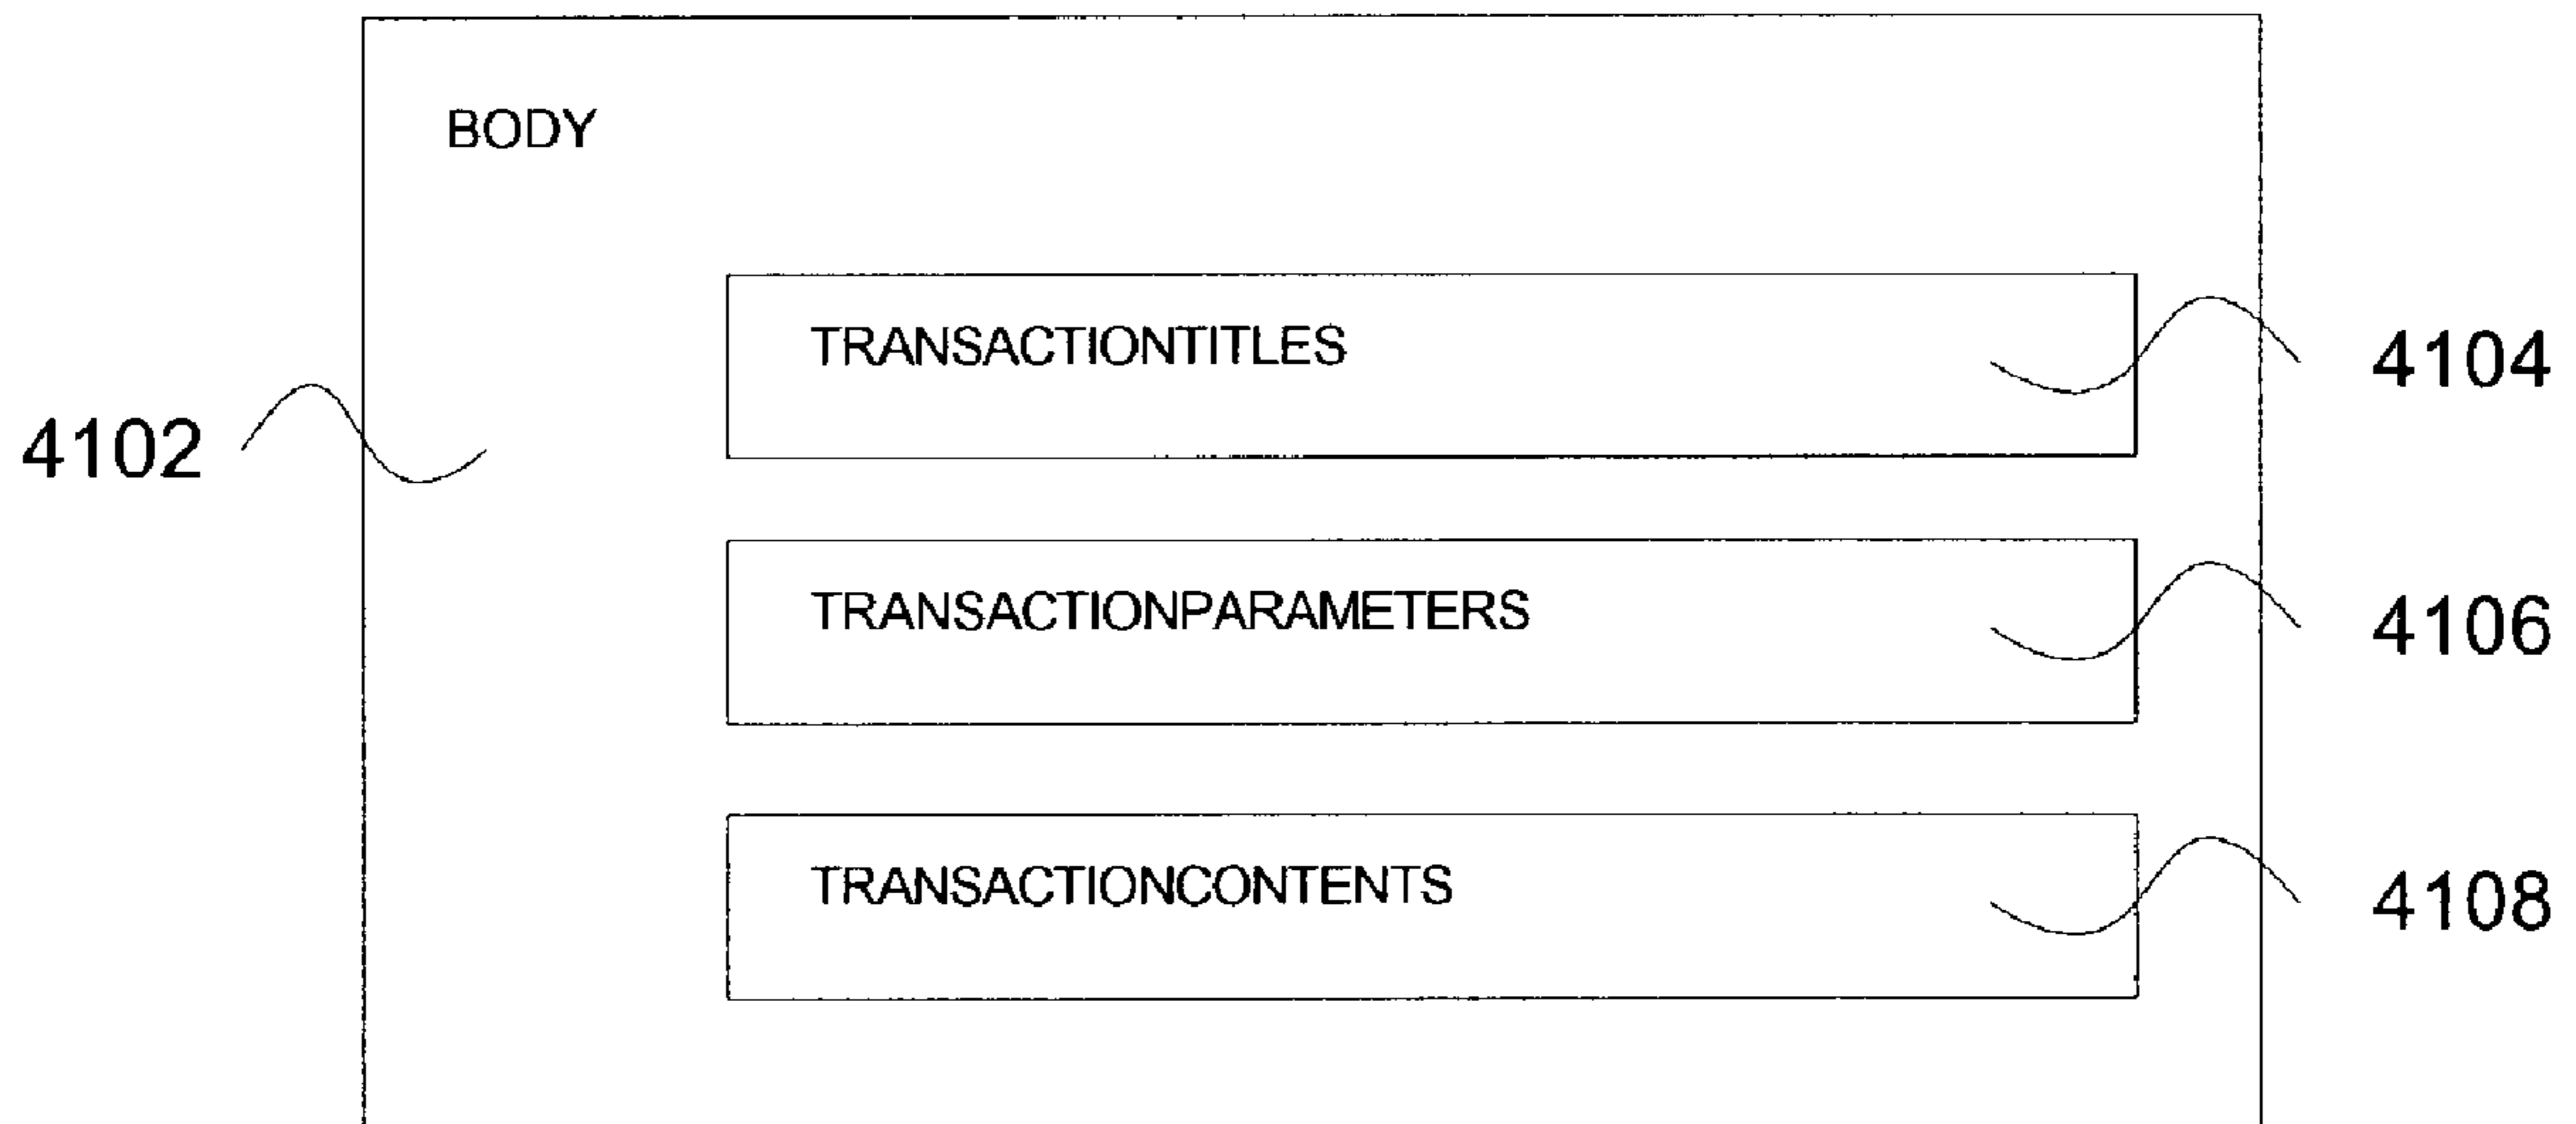 BODY
TRANSACTIONTITLES
4104
4102
TRANSACTIONPARAMETERS
4106
TRANSACTIONCONTENTS
4108